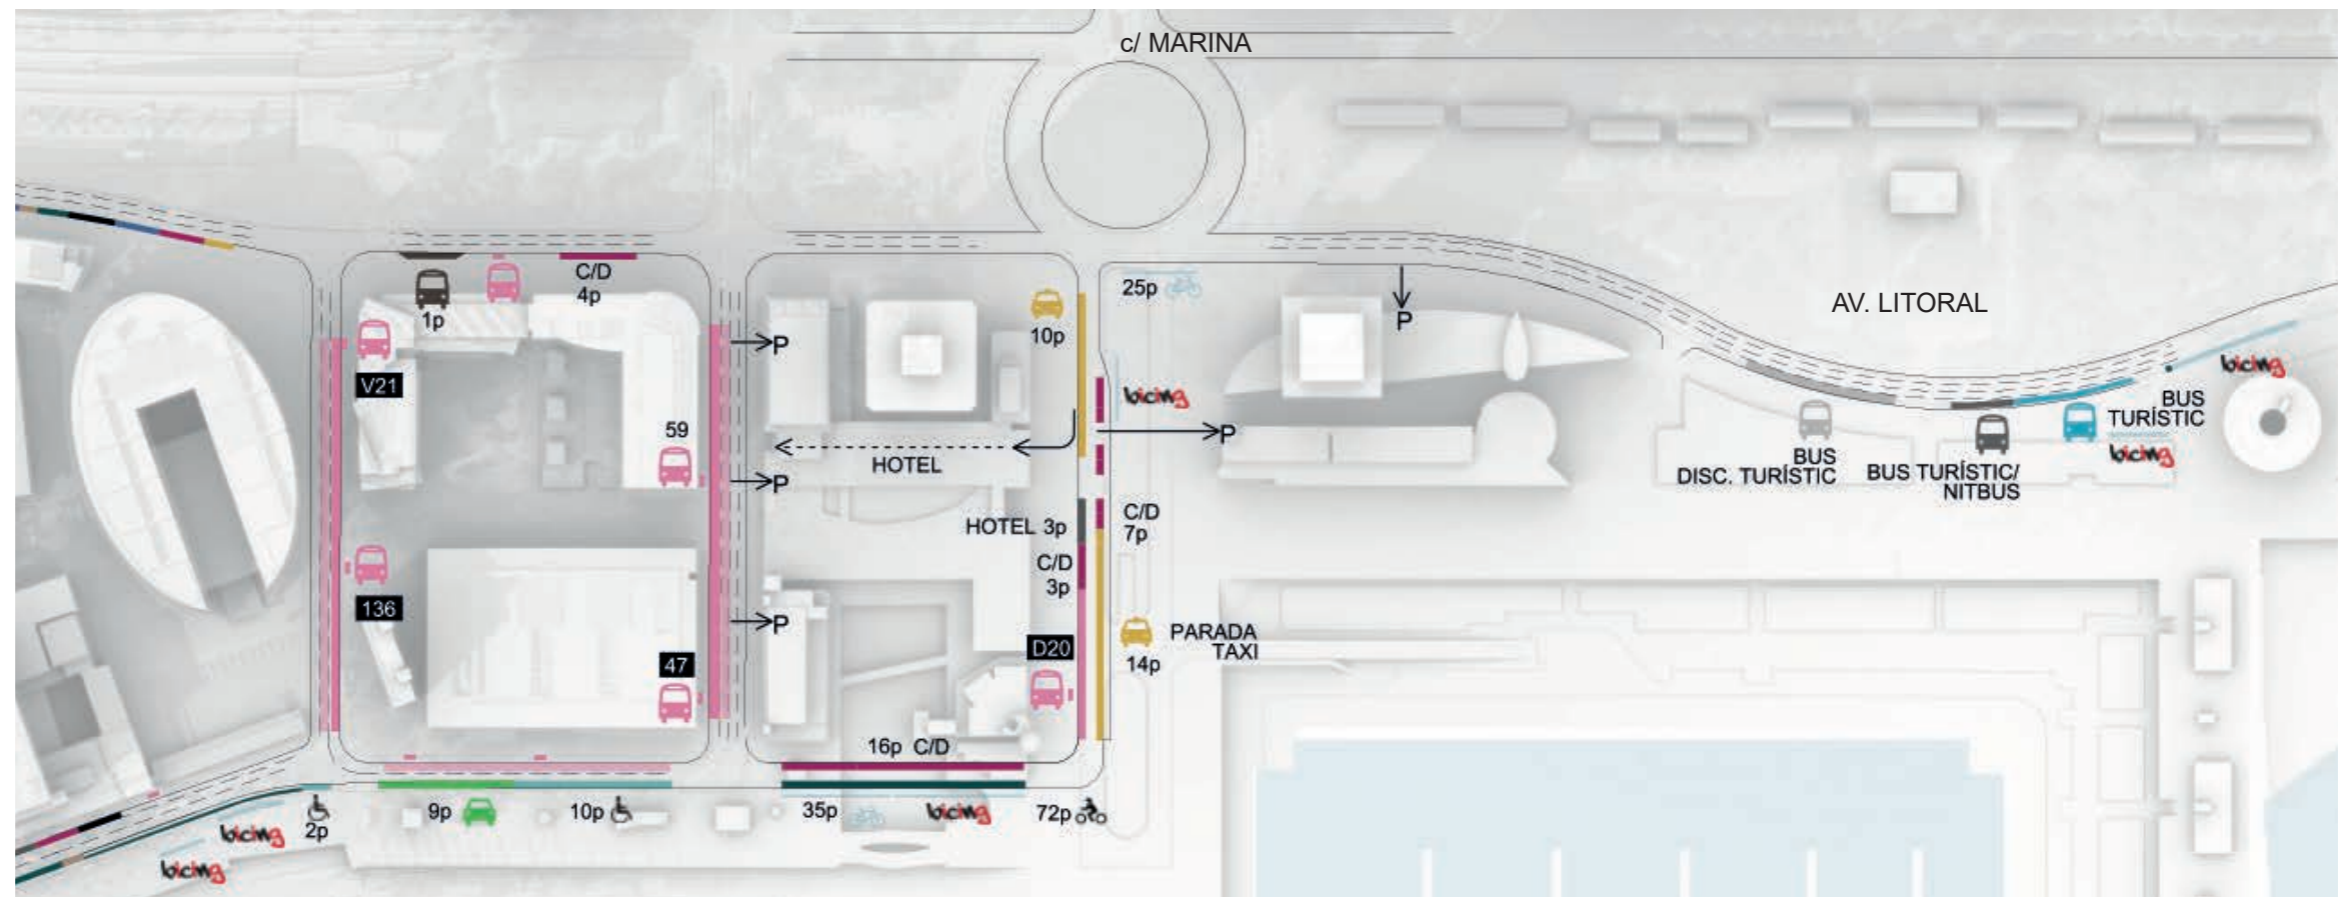 c/ MARINA
C/D
4p
1p
25p
10p
P
P
AV. LITORAL
V21
bicing
bicing
BUS
TURÍSTIC
59
P
HOTEL
bicing
BUS
DISC. TURÍSTIC
BUS TURÍSTIC/
NITBUS
P
HOTEL 3p
C/D
7p
C/D
3p
136
P
PARADA
TAXI
14p
D20
47
16p C/D
2p
9p
10p
35p
bicing
72p
bicing
bicing